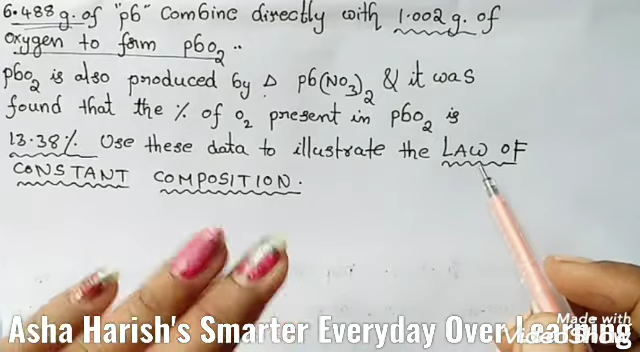 6.488 g. of "pb" Combine directly with 1.002 g. of
oxygen to form pbO₂..
pbO₂ is also produced by Δ pb(NO₃)₂ & it was
found that the % of O₂ present in pbO₂ is
13.38%. Use these data to illustrate the LAW OF
CONSTANT COMPOSITION.
Made with
Asha Harish's Smarter Everyday Over Learning
VideoShow